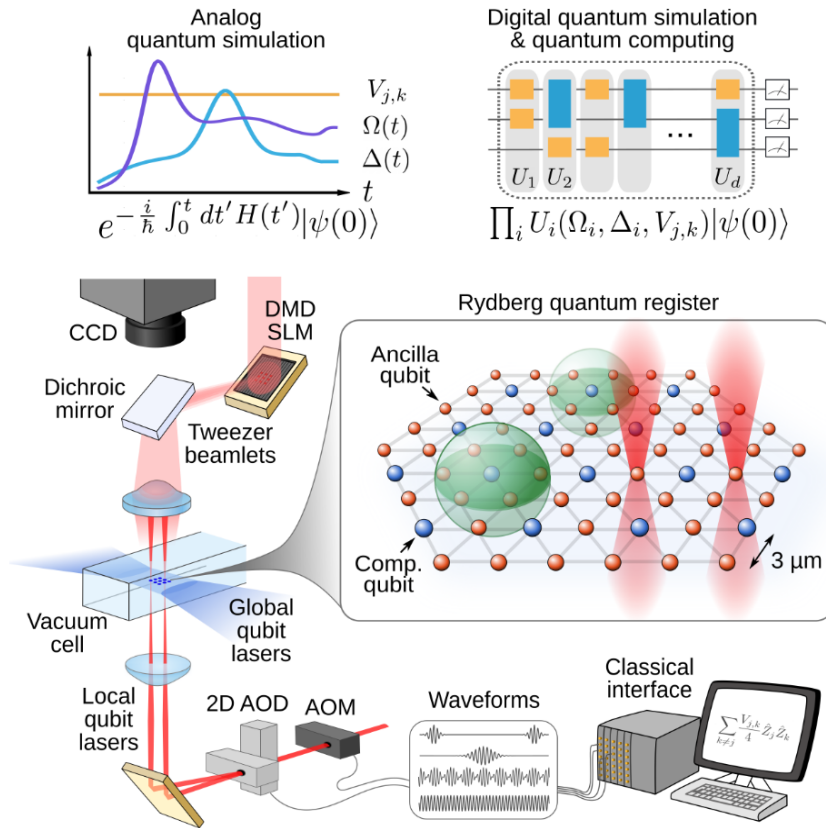 Analog
quantum simulation
V_{j,k}
Ω(t)
Δ(t)
t
e^{-\frac{i}{ħ} \int_0^t dt' H(t')}|ψ(0)⟩
Digital quantum simulation
& quantum computing
U_1 U_2 ... U_d
∏_i U_i(Ω_i, Δ_i, V_{j,k})|ψ(0)⟩
CCD
DMD
SLM
Dichroic
mirror
Tweezer
beamlets
Vacuum
cell
Global
qubit
lasers
Local
qubit
lasers
2D AOD
AOM
Rydberg quantum register
Ancilla
qubit
Comp.
qubit
3 µm
Waveforms
Classical
interface
\sum_{k≠j} \frac{V_{j,k}}{4} \hat{Z}_j \hat{Z}_k